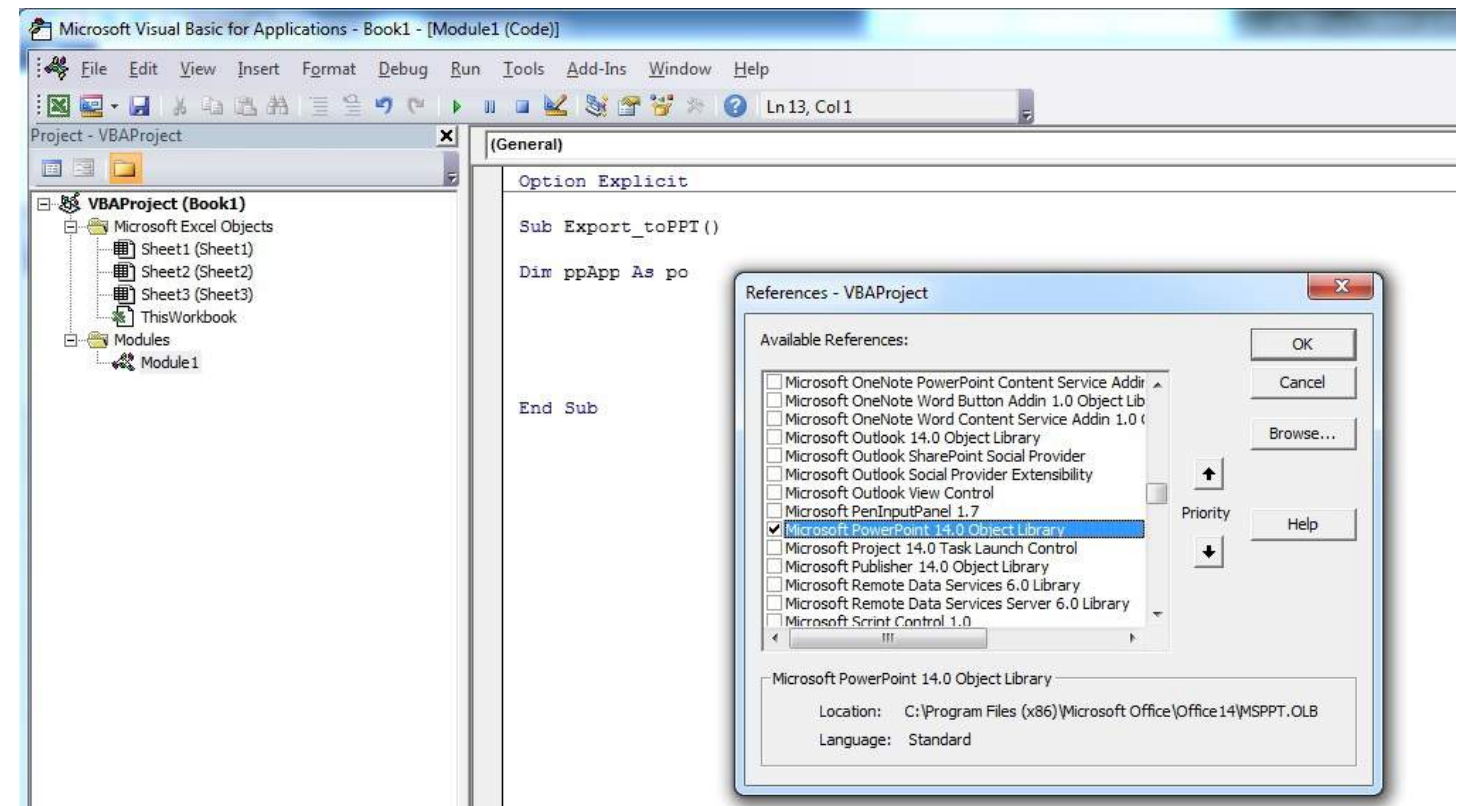 Microsoft Visual Basic for Applications - Book1 - [Module1 (Code)]
File Edit View Insert Format Debug Run Tools Add-Ins Window Help
Ln 13, Col 1
Project - VBAProject
(General)
VBAProject (Book1)
Microsoft Excel Objects
Sheet1 (Sheet1)
Sheet2 (Sheet2)
Sheet3 (Sheet3)
ThisWorkbook
Modules
Module1
Option Explicit
Sub Export_toPPT()
Dim ppApp As po
End Sub
References - VBAProject
Available References:
Microsoft OneNote PowerPoint Content Service Addir
Microsoft OneNote Word Button Addin 1.0 Object Lib
Microsoft OneNote Word Content Service Addin 1.0 (
Microsoft Outlook 14.0 Object Library
Microsoft Outlook SharePoint Social Provider
Microsoft Outlook Social Provider Extensibility
Microsoft Outlook View Control
Microsoft PenInputPanel 1.7
Microsoft PowerPoint 14.0 Object Library
Microsoft Project 14.0 Task Launch Control
Microsoft Publisher 14.0 Object Library
Microsoft Remote Data Services 6.0 Library
Microsoft Remote Data Services Server 6.0 Library
Microsoft Script Control 1.0
OK
Cancel
Browse...
Priority
Help
Microsoft PowerPoint 14.0 Object Library
Location: C:\Program Files (x86)\Microsoft Office\Office14\MSPPT.OLB
Language: Standard